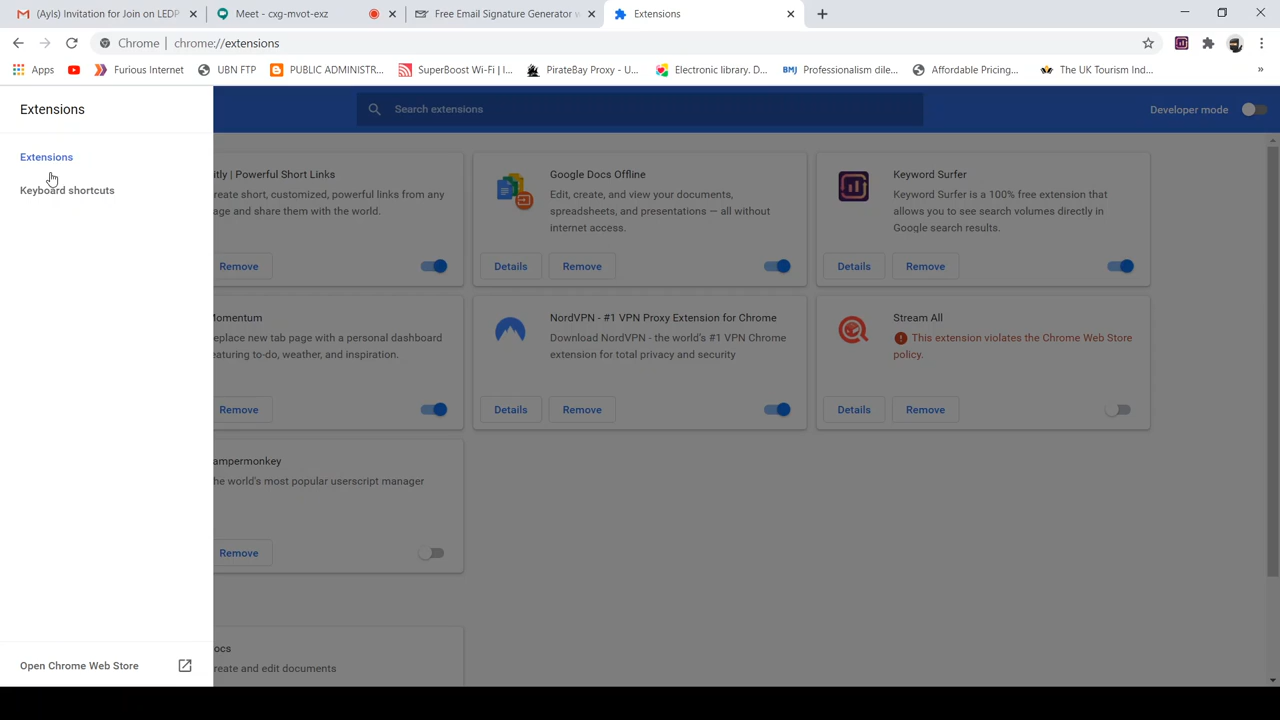 (Ayls) Invitation for Join on LEDP
Meet - cxg-mvot-exz
Free Email Signature Generator w
Extensions
Chrome | chrome://extensions
Apps
Furious Internet
UBN FTP
PUBLIC ADMINISTR...
SuperBoost Wi-Fi | I...
PirateBay Proxy - U...
Electronic library. D...
BMJ Professionalism dile...
Affordable Pricing,...
The UK Tourism Ind...
»
Extensions
Search extensions
Developer mode
Extensions
Keyboard shortcuts
itly | Powerful Short Links
reate short, customized, powerful links from any
age and share them with the world.
Remove
Google Docs Offline
Edit, create, and view your documents,
spreadsheets, and presentations — all without
internet access.
Details
Remove
Keyword Surfer
Keyword Surfer is a 100% free extension that
allows you to see search volumes directly in
Google search results.
Details
Remove
Momentum
eplace new tab page with a personal dashboard
eaturing to-do, weather, and inspiration.
Remove
NordVPN - #1 VPN Proxy Extension for Chrome
Download NordVPN - the world's #1 VPN Chrome
extension for total privacy and security
Details
Remove
Stream All
This extension violates the Chrome Web Store
policy.
Details
Remove
ampermonkey
he world's most popular userscript manager
Remove
ocs
reate and edit documents
Open Chrome Web Store